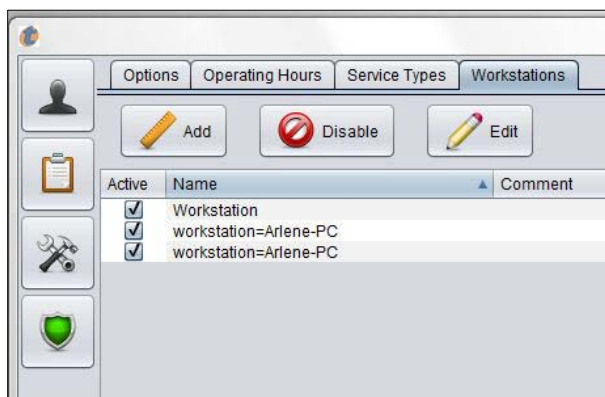 Options Operating Hours Service Types Workstations
Add Disable Edit
Active Name Comment
Workstation
workstation=Arlene-PC
workstation=Arlene-PC